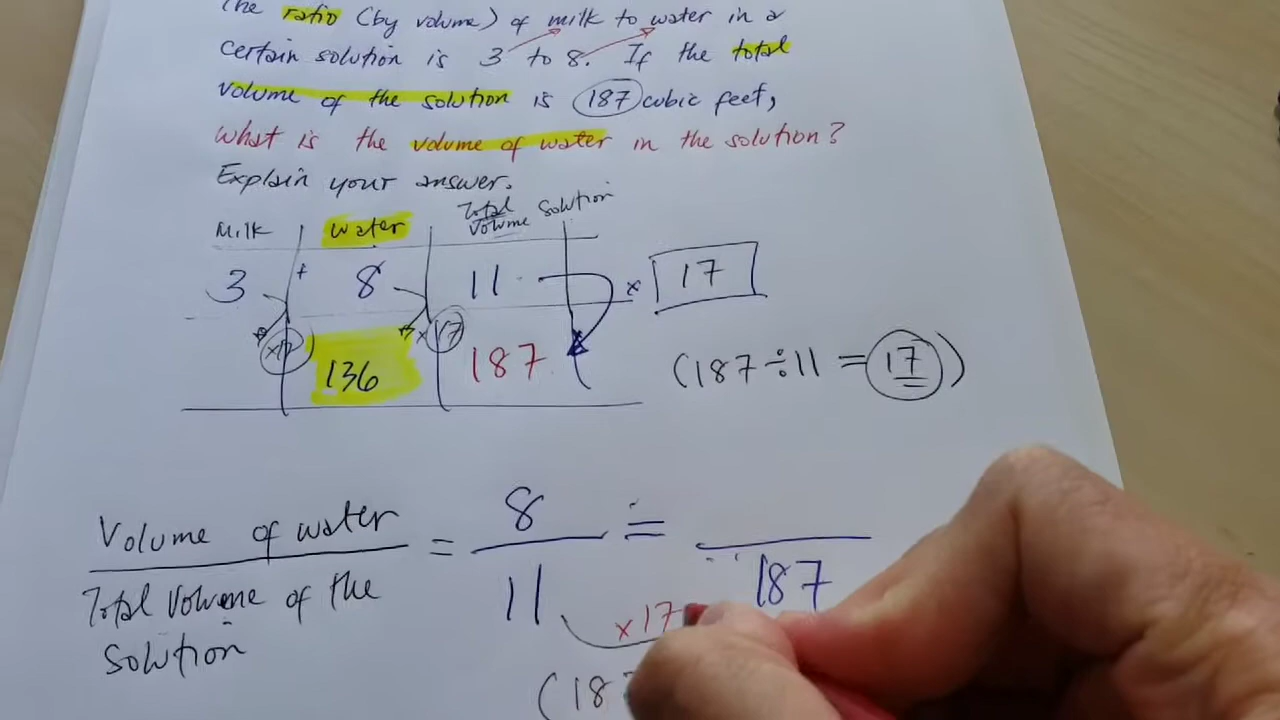 The ratio (by volume) of milk to water in a
certain solution is 3 to 8. If the total
volume of the solution is 187 cubic feet,
what is the volume of water in the solution?
Explain your answer.
Milk water Total Volume Solution
3 + 8 11 × 17
×17 ×17
136 187 (187÷11=17)
Volume of water = 8 =
Total Volume of the 11 187
solution ×17
(18